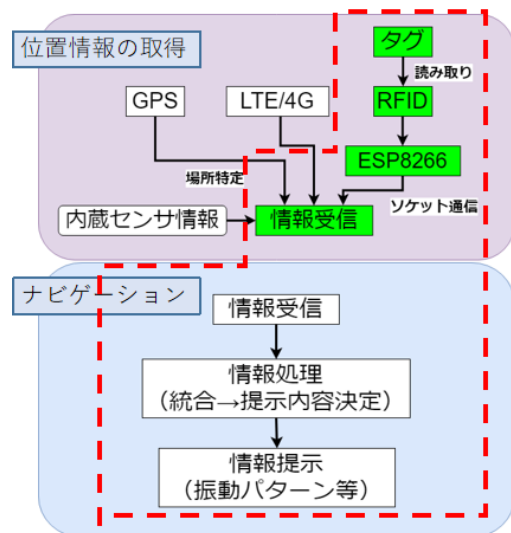 位置情報の取得
タグ
読み取り
GPS
LTE/4G
RFID
ESP8266
場所特定
ソケット通信
内蔵センサ情報
情報受信
ナビゲーション
情報受信
情報処理
（統合→提示内容決定）
情報提示
（振動パターン等）